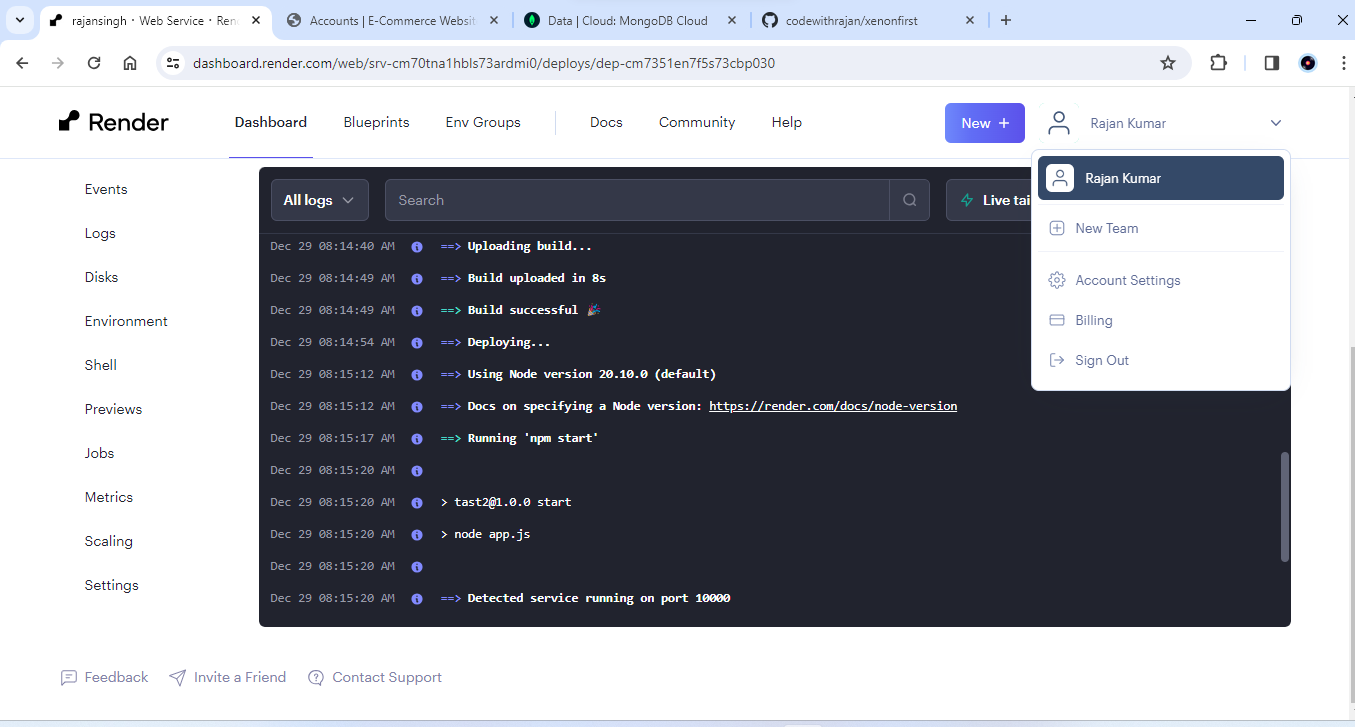 rajansingh · Web Service · Ren
Accounts | E-Commerce Websit
Data | Cloud: MongoDB Cloud
codewithrajan/xenonfirst
dashboard.render.com/web/srv-cm70tna1hbls73ardmi0/deploys/dep-cm7351en7f5s73cbp030
Render
Dashboard
Blueprints
Env Groups
Docs
Community
Help
New +
Rajan Kumar
Rajan Kumar
New Team
Account Settings
Billing
Sign Out
Events
Logs
Disks
Environment
Shell
Previews
Jobs
Metrics
Scaling
Settings
All logs
Search
Live tai
Dec 29 08:14:40 AM ==> Uploading build...
Dec 29 08:14:49 AM ==> Build uploaded in 8s
Dec 29 08:14:49 AM ==> Build successful 🎉
Dec 29 08:14:54 AM ==> Deploying...
Dec 29 08:15:12 AM ==> Using Node version 20.10.0 (default)
Dec 29 08:15:12 AM ==> Docs on specifying a Node version: https://render.com/docs/node-version
Dec 29 08:15:17 AM ==> Running 'npm start'
Dec 29 08:15:20 AM
Dec 29 08:15:20 AM > tast2@1.0.0 start
Dec 29 08:15:20 AM > node app.js
Dec 29 08:15:20 AM
Dec 29 08:15:20 AM ==> Detected service running on port 10000
Feedback
Invite a Friend
Contact Support